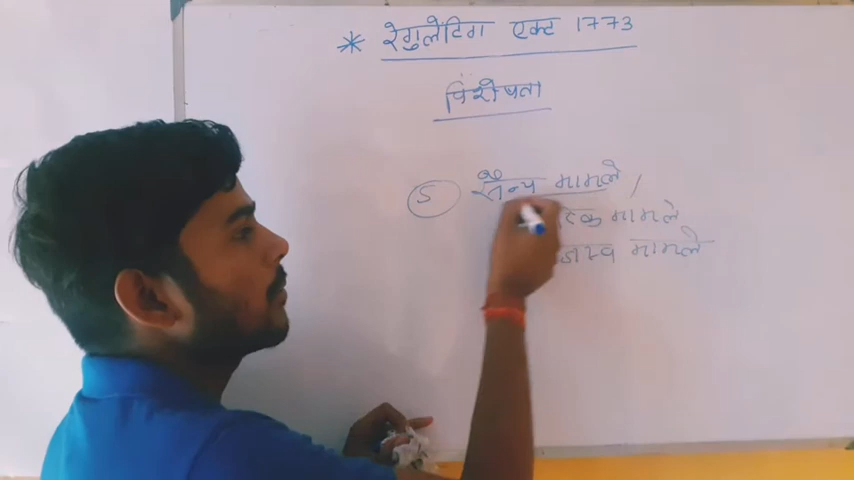 * रेगुलेटिंग एक्ट 1773
विशेषता
5 सैन्य मामले /
मामले
मामले